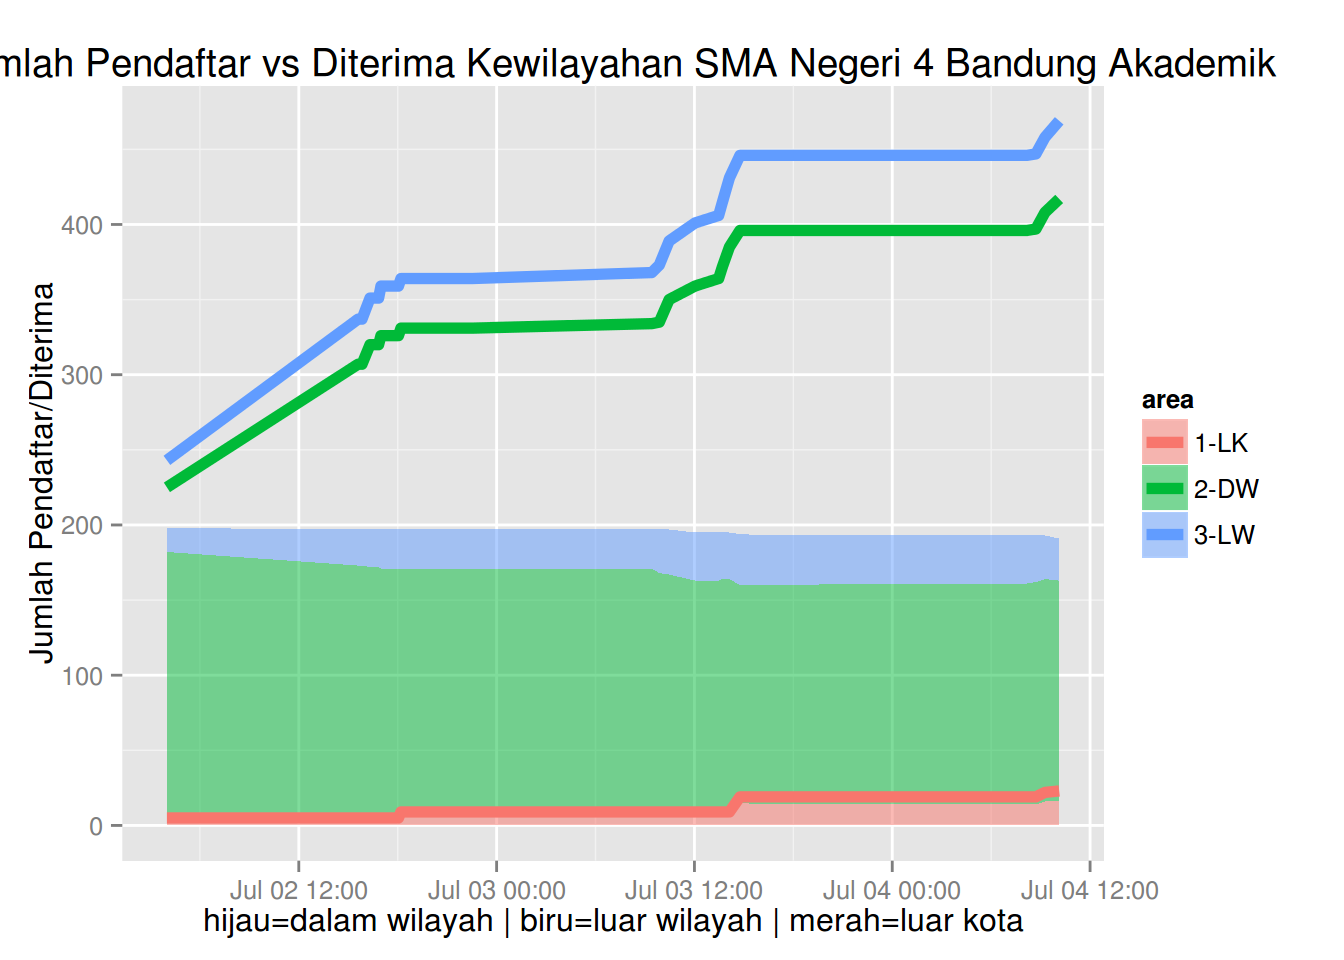 mlah Pendaftar vs Diterima Kewilayahan SMA Negeri 4 Bandung Akademik
Jumlah Pendaftar/Diterima
400
300
200
100
0
Jul 02 12:00 Jul 03 00:00 Jul 03 12:00 Jul 04 00:00 Jul 04 12:00
hijau=dalam wilayah | biru=luar wilayah | merah=luar kota
area
1-LK
2-DW
3-LW